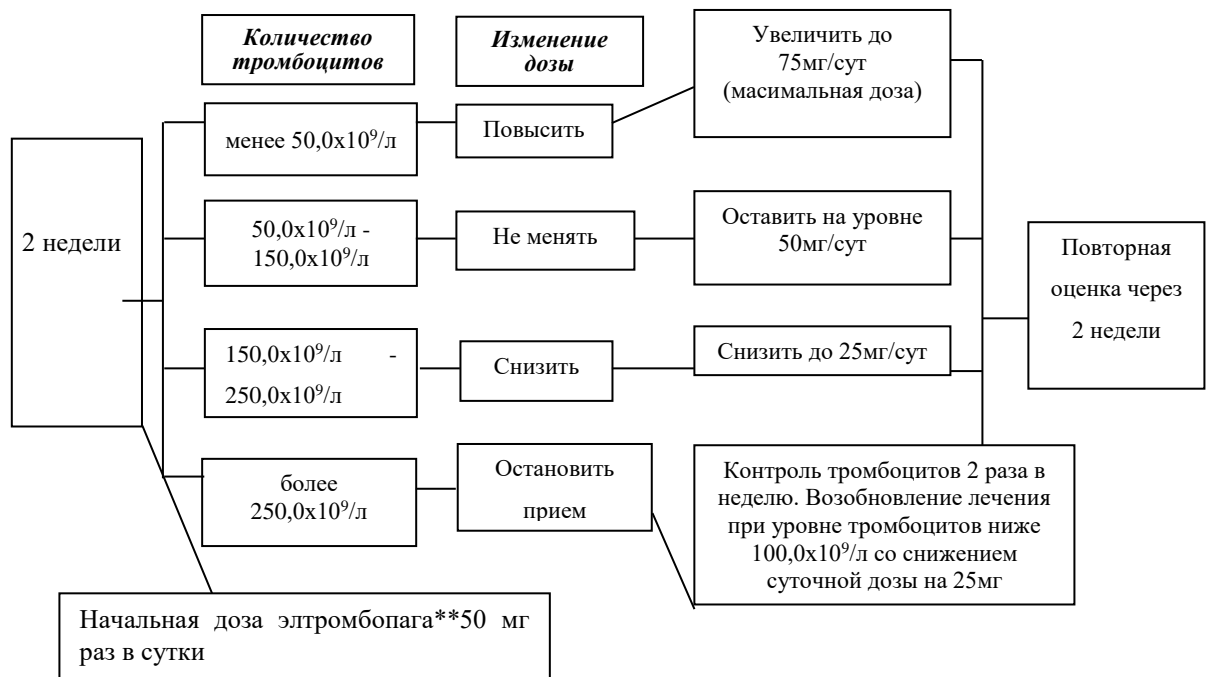 Количество
тромбоцитов
Изменение
дозы
Увеличить до
75мг/сут
(масимальная доза)
менее 50,0х10⁹/л
Повысить
2 недели
50,0х10⁹/л -
150,0х10⁹/л
Не менять
Оставить на уровне
50мг/сут
Повторная
оценка через
2 недели
150,0х10⁹/л -
250,0х10⁹/л
Снизить
Снизить до 25мг/сут
более
250,0х10⁹/л
Остановить
прием
Контроль тромбоцитов 2 раза в
неделю. Возобновление лечения
при уровне тромбоцитов ниже
100,0х10⁹/л со снижением
суточной дозы на 25мг
Начальная доза элтромбопага**50 мг
раз в сутки